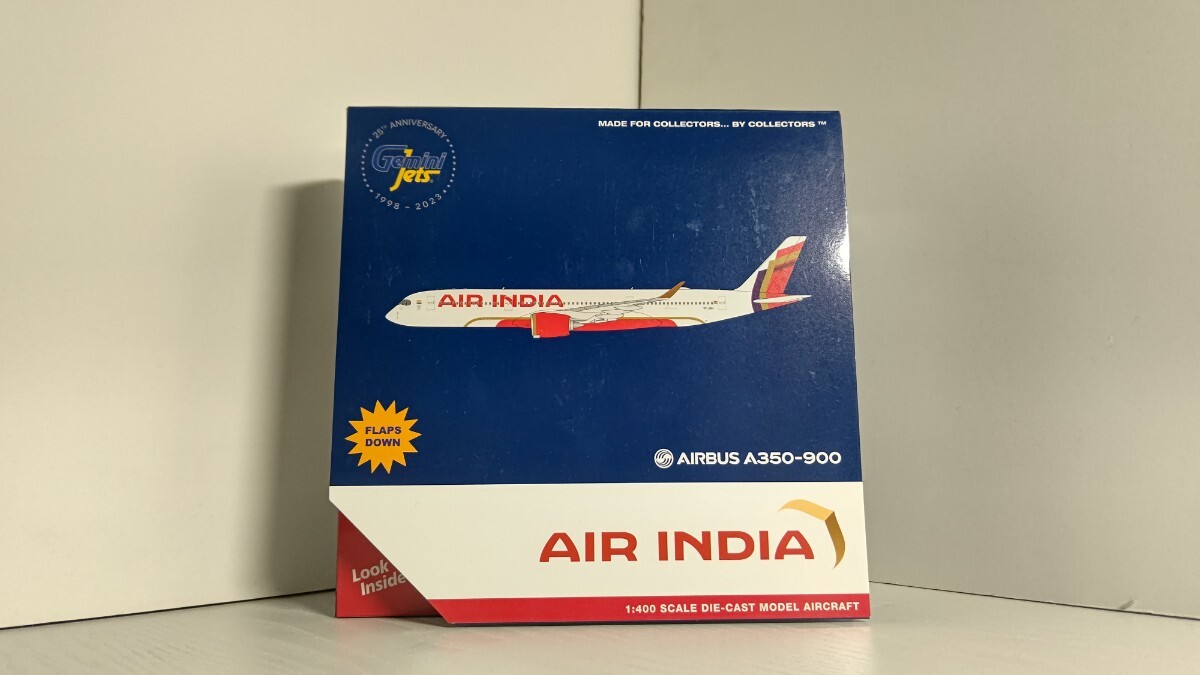 25TH ANNIVERSARY
Gemini
Jets
1998 - 2023
MADE FOR COLLECTORS... BY COLLECTORS ™
AIR INDIA
FLAPS
DOWN
AIRBUS A350-900
AIR INDIA
Look
Inside
1:400 SCALE DIE-CAST MODEL AIRCRAFT